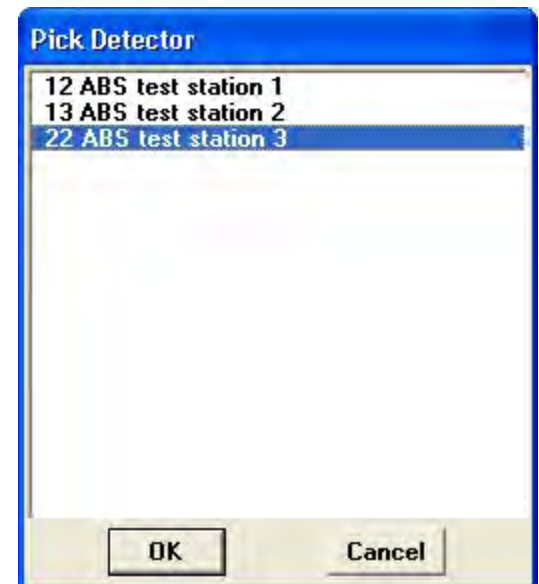 Pick Detector
12 ABS test station 1
13 ABS test station 2
22 ABS test station 3
OK
Cancel